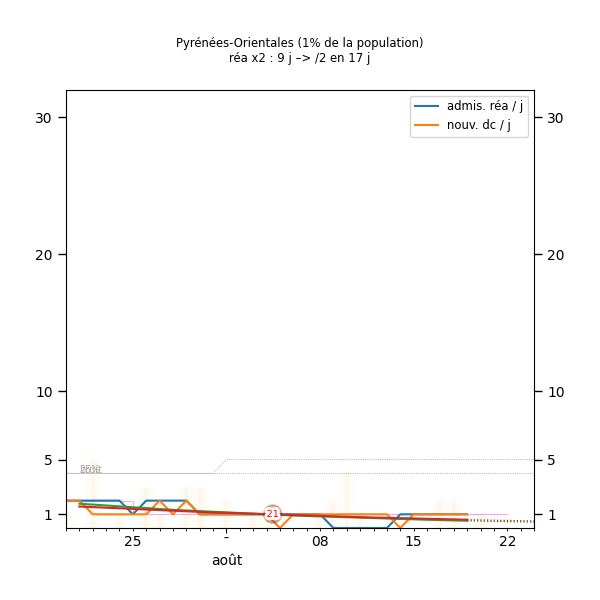 Pyrénées-Orientales (1% de la population)
réa x2 : 9 j –> /2 en 17 j
admis. réa / j
nouv. dc / j
30 30
20 20
10 10
5 5
25%
21
1 1
25 - 08 15 22
août